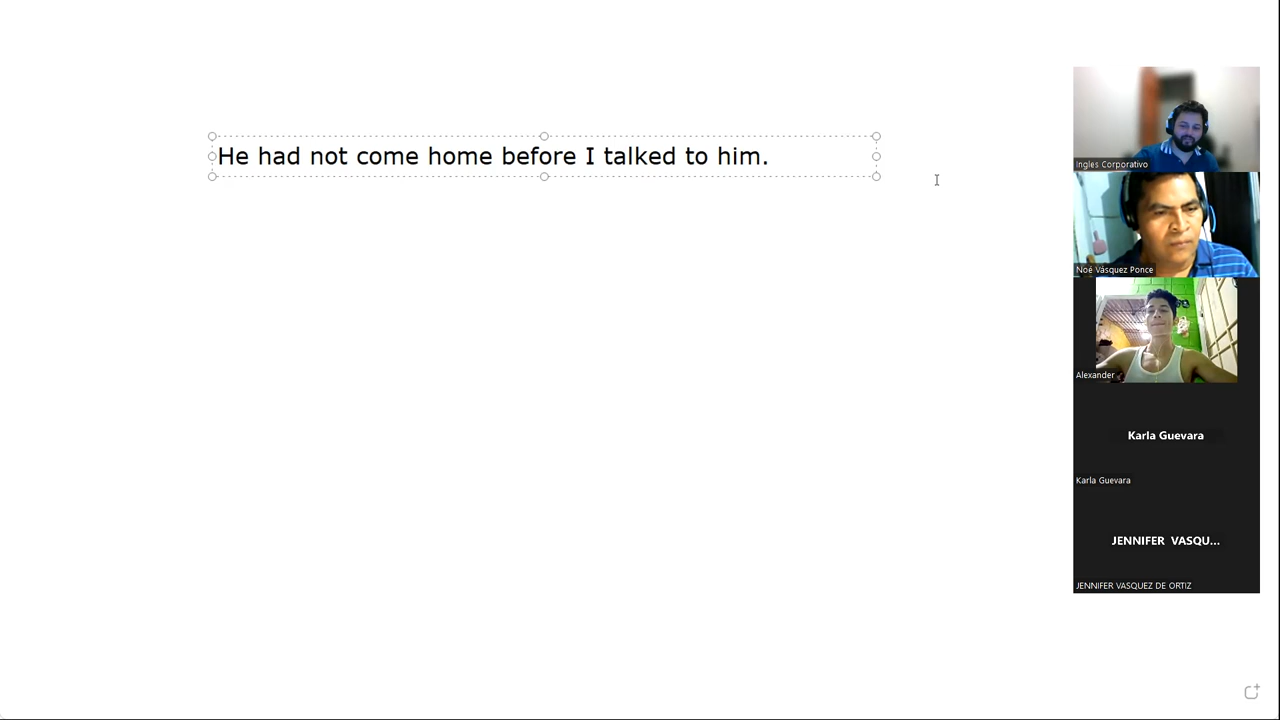 He had not come home before I talked to him.
Ingles Corporativo
Noé Vásquez Ponce
Alexander
Karla Guevara
Karla Guevara
JENNIFER VASQU...
JENNIFER VASQUEZ DE ORTIZ